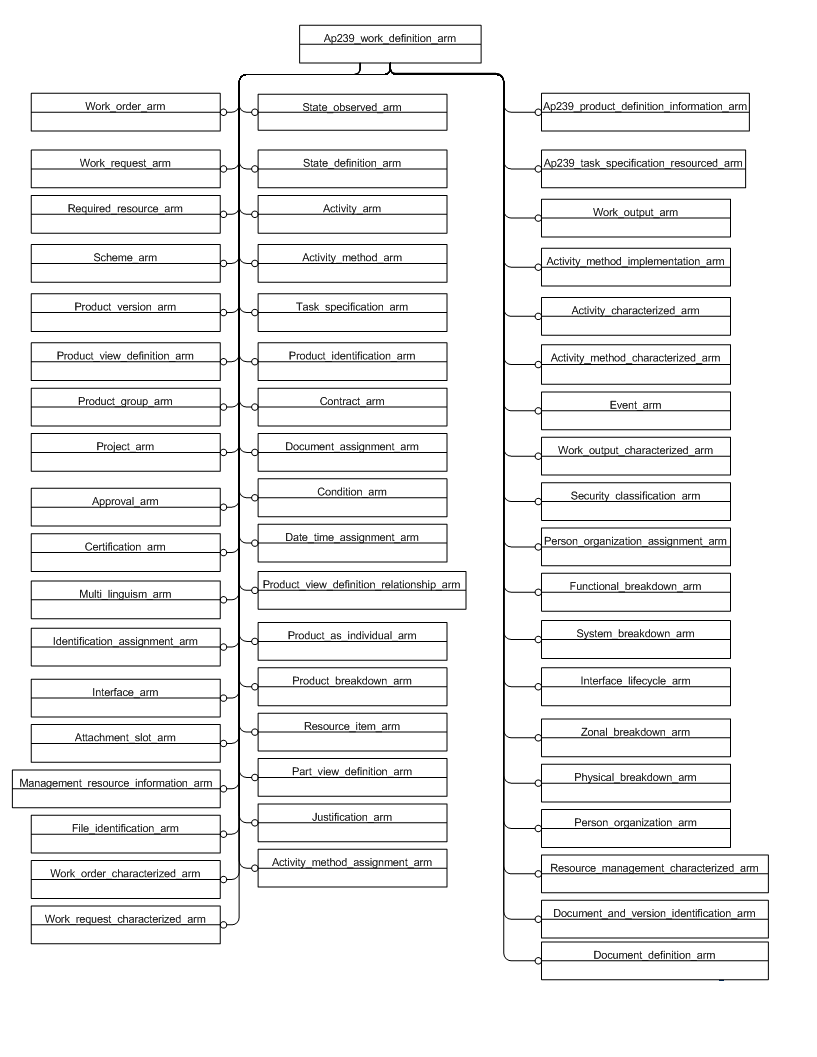 Ap239_work_definition_arm
Work_order_arm
State_observed_arm
Ap239_product_definition_information_arm
Work_request_arm
State_definition_arm
Ap239_task_specification_resourced_arm
Required_resource_arm
Activity_arm
Work_output_arm
Scheme_arm
Activity_method_arm
Activity_method_implementation_arm
Product_version_arm
Task_specification_arm
Activity_characterized_arm
Product_view_definition_arm
Product_identification_arm
Activity_method_characterized_arm
Product_group_arm
Contract_arm
Event_arm
Project_arm
Document_assignment_arm
Work_output_characterized_arm
Approval_arm
Condition_arm
Security_classification_arm
Certification_arm
Date_time_assignment_arm
Person_organization_assignment_arm
Multi_linguism_arm
Product_view_definition_relationship_arm
Functional_breakdown_arm
Identification_assignment_arm
Product_as_individual_arm
System_breakdown_arm
Interface_arm
Product_breakdown_arm
Interface_lifecycle_arm
Attachment_slot_arm
Resource_item_arm
Zonal_breakdown_arm
Management_resource_information_arm
Part_view_definition_arm
Physical_breakdown_arm
File_identification_arm
Justification_arm
Person_organization_arm
Work_order_characterized_arm
Activity_method_assignment_arm
Resource_management_characterized_arm
Work_request_characterized_arm
Document_and_version_identification_arm
Document_definition_arm